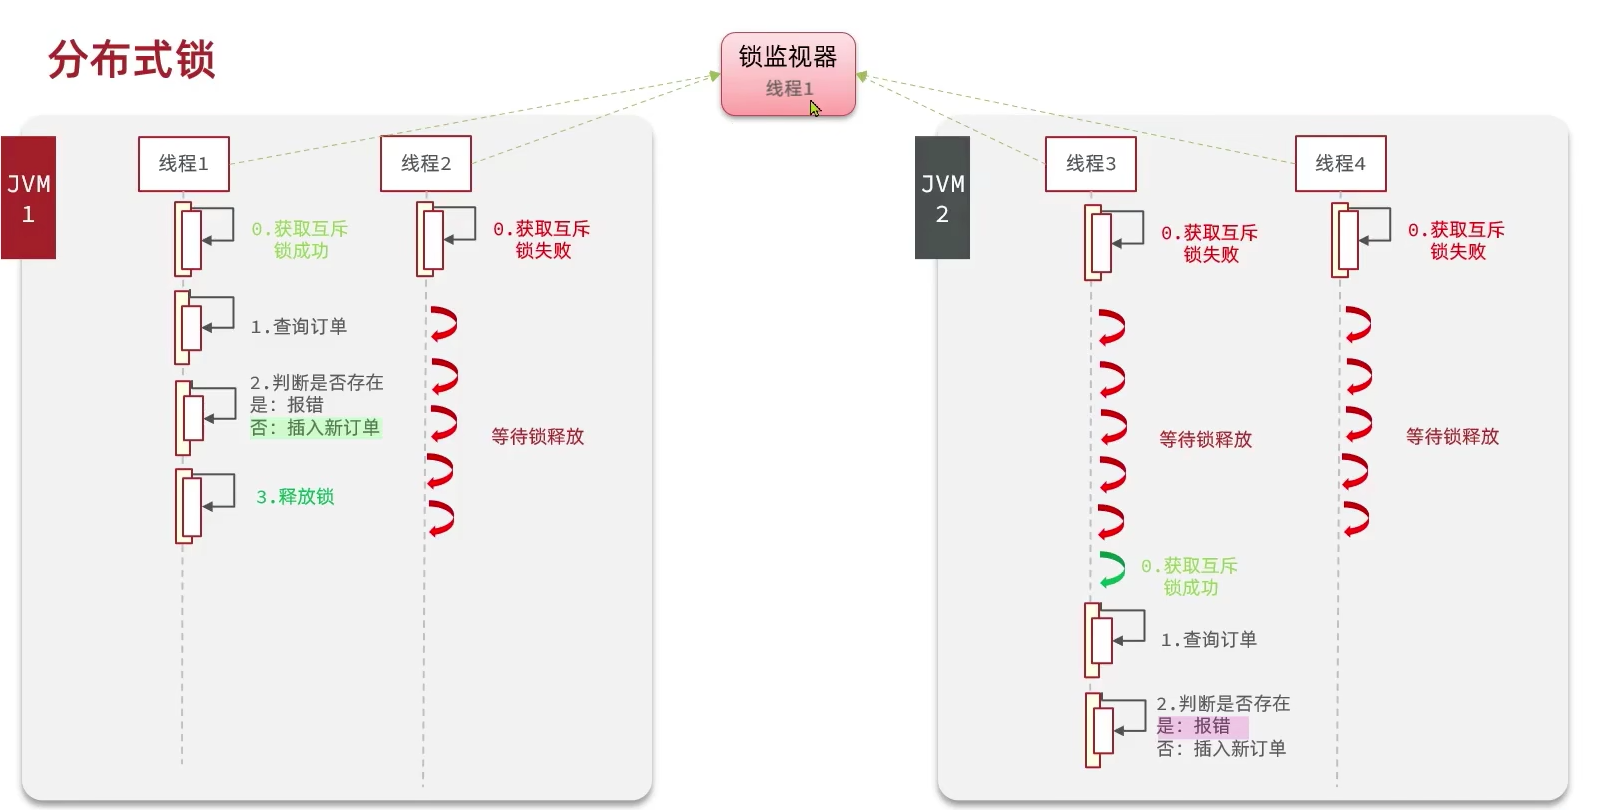 分布式锁
锁监视器
线程1
JVM
1
线程1
0.获取互斥
锁成功
1.查询订单
2.判断是否存在
是：报错
否：插入新订单
3.释放锁
线程2
0.获取互斥
锁失败
等待锁释放
JVM
2
线程3
0.获取互斥
锁失败
等待锁释放
0.获取互斥
锁成功
1.查询订单
2.判断是否存在
是：报错
否：插入新订单
线程4
0.获取互斥
锁失败
等待锁释放